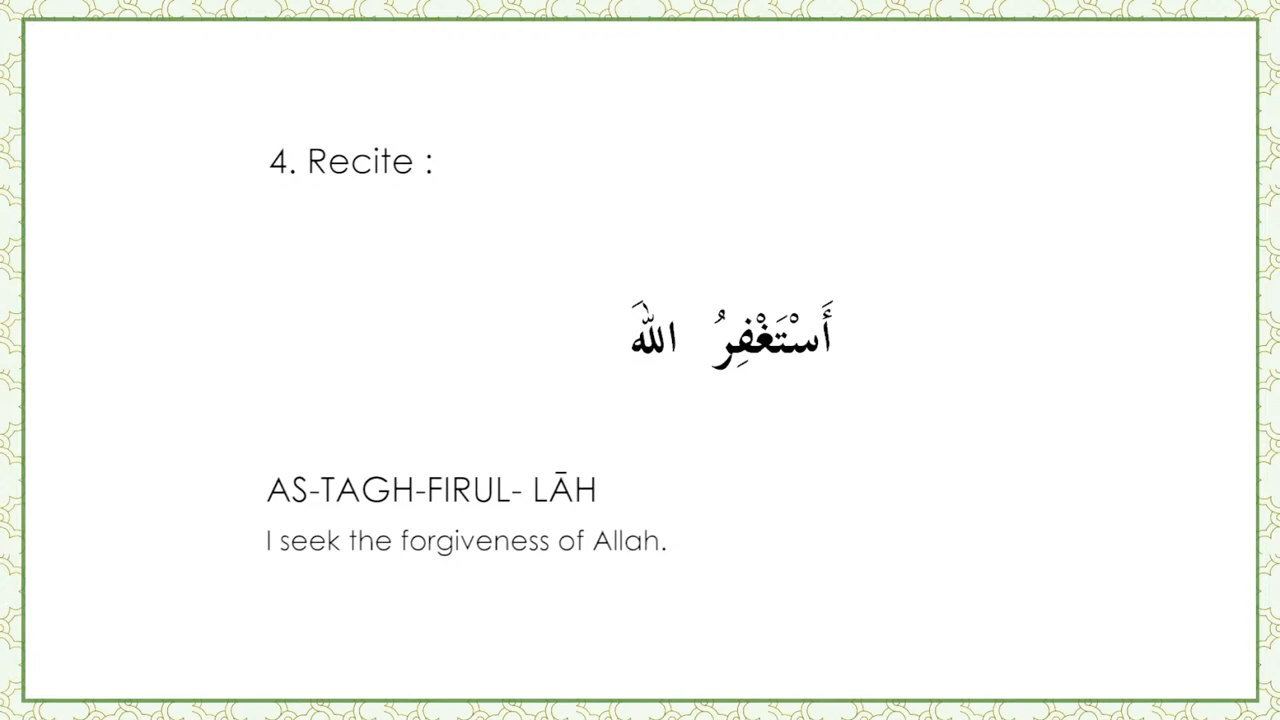 4. Recite :
أَسْتَغْفِرُ اللّٰهَ
AS-TAGH-FIRUL- LĀH
I seek the forgiveness of Allah.